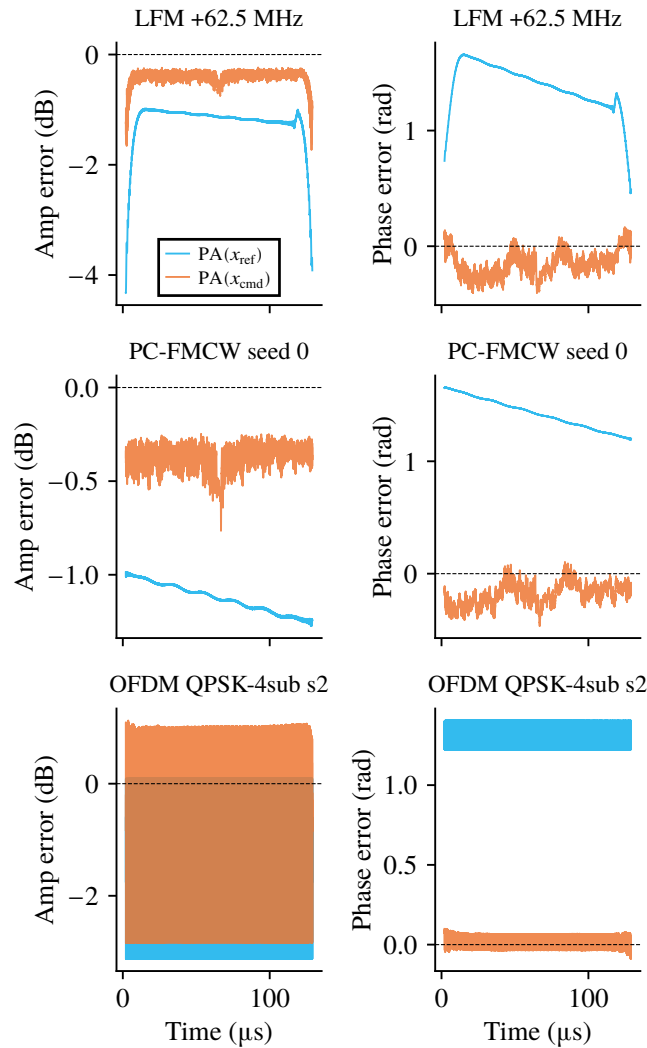 LFM +62.5 MHz
Amp error (dB)
0
−2
−4
PA(x_ref)
PA(x_cmd)
LFM +62.5 MHz
Phase error (rad)
1
0
PC-FMCW seed 0
Amp error (dB)
0.0
−0.5
−1.0
PC-FMCW seed 0
Phase error (rad)
1
0
OFDM QPSK-4sub s2
Amp error (dB)
0
−2
0
100
Time (μs)
OFDM QPSK-4sub s2
Phase error (rad)
1.0
0.5
0.0
0
100
Time (μs)